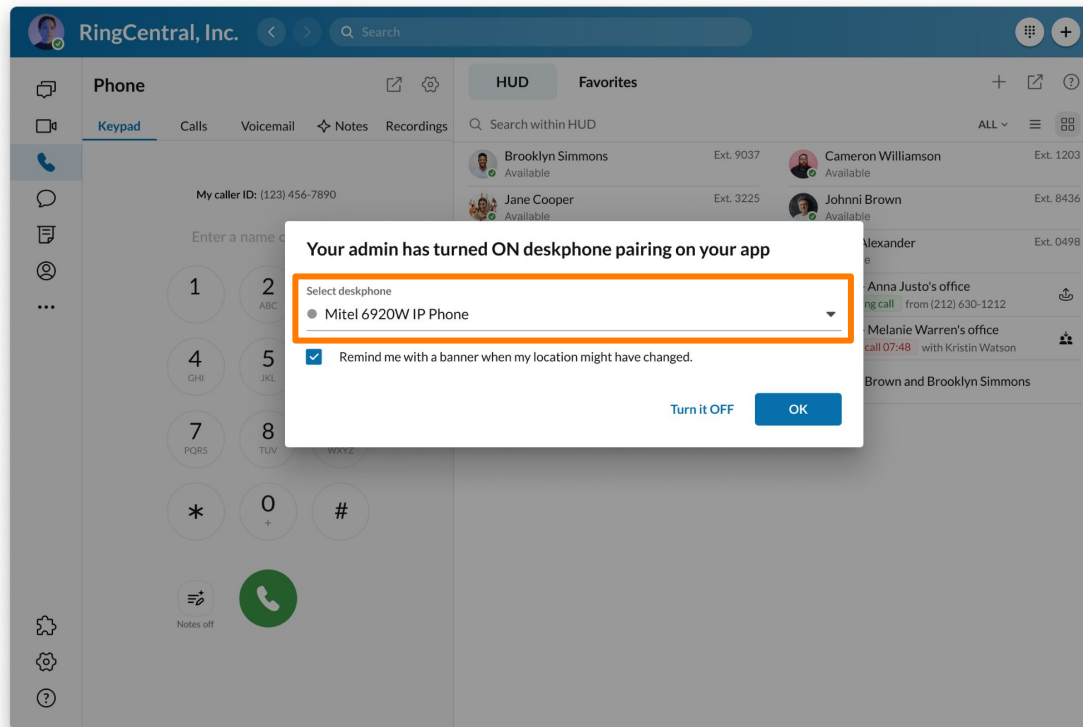 RingCentral, Inc.
Search
Phone
Keypad
Calls
Voicemail
Notes
Recordings
My caller ID: (123) 456-7890
Enter a name
1
2
ABC
4
GHI
5
JKL
7
PQRS
8
TUV
WXYZ
*
0
+
#
Notes off
HUD
Favorites
Search within HUD
ALL
Brooklyn Simmons
Ext. 9037
Available
Cameron Williamson
Ext. 1203
Available
Jane Cooper
Ext. 3225
Available
Johnni Brown
Ext. 8436
Available
Alexander
Ext. 0498
Anna Justo's office
call from (212) 630-1212
Melanie Warren's office
call 07:48 with Kristin Watson
Brown and Brooklyn Simmons
Your admin has turned ON deskphone pairing on your app
Select deskphone
Mitel 6920W IP Phone
Remind me with a banner when my location might have changed.
Turn it OFF
OK